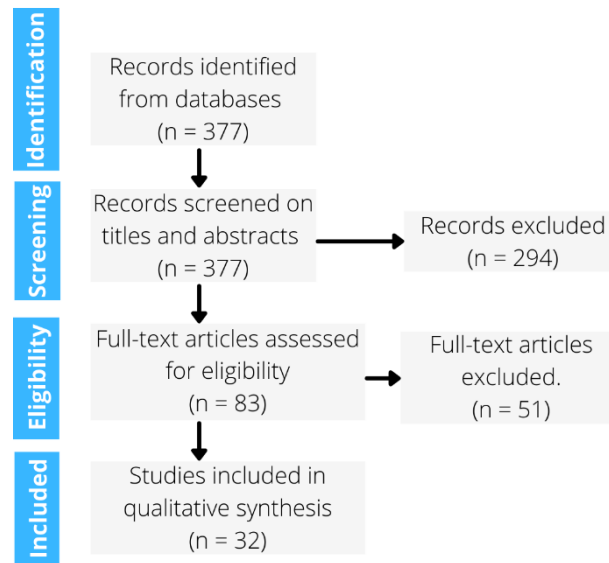 Identification
Records identified
from databases
(n = 377)
Screening
Records screened on
titles and abstracts
(n = 377)
Records excluded
(n = 294)
Eligibility
Full-text articles assessed
for eligibility
(n = 83)
Full-text articles
excluded.
(n = 51)
Included
Studies included in
qualitative synthesis
(n = 32)